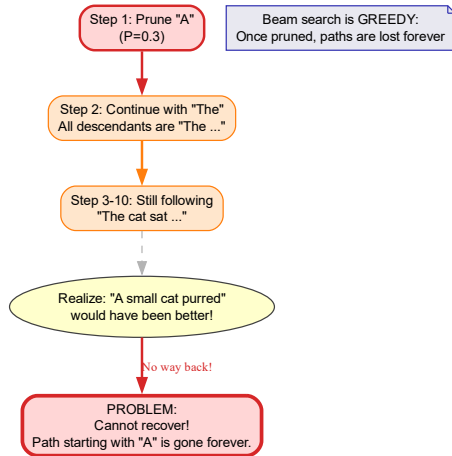 Step 1: Prune "A"
(P=0.3)
Beam search is GREEDY:
Once pruned, paths are lost forever
Step 2: Continue with "The"
All descendants are "The ..."
Step 3-10: Still following
"The cat sat ..."
Realize: "A small cat purred"
would have been better!
No way back!
PROBLEM:
Cannot recover!
Path starting with "A" is gone forever.